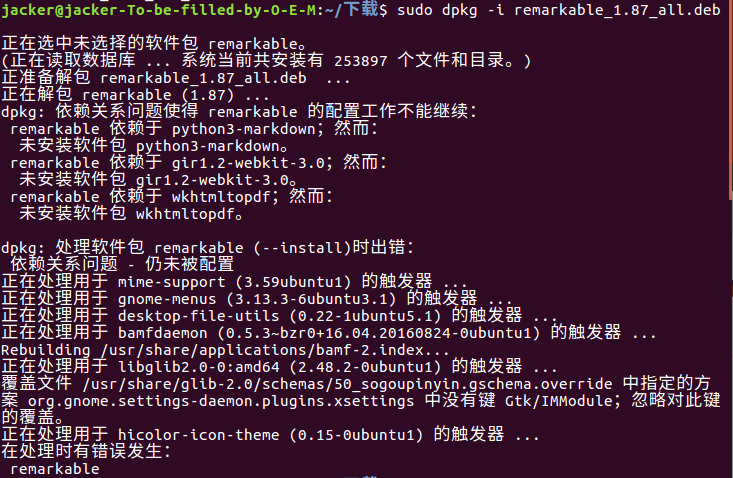 jacker@jacker-To-be-filled-by-O-E-M:~/下载$ sudo dpkg -i remarkable_1.87_all.deb
正在选中未选择的软件包 remarkable。
(正在读取数据库 ... 系统当前共安装有 253897 个文件和目录。)
正准备解包 remarkable_1.87_all.deb  ...
正在解包 remarkable (1.87) ...
dpkg: 依赖关系问题使得 remarkable 的配置工作不能继续：
 remarkable 依赖于 python3-markdown；然而：
  未安装软件包 python3-markdown。
 remarkable 依赖于 gir1.2-webkit-3.0；然而：
  未安装软件包 gir1.2-webkit-3.0。
 remarkable 依赖于 wkhtmltopdf；然而：
  未安装软件包 wkhtmltopdf。
dpkg: 处理软件包 remarkable (--install)时出错：
 依赖关系问题 - 仍未被配置
正在处理用于 mime-support (3.59ubuntu1) 的触发器 ...
正在处理用于 gnome-menus (3.13.3-6ubuntu3.1) 的触发器 ...
正在处理用于 desktop-file-utils (0.22-1ubuntu5.1) 的触发器 ...
正在处理用于 bamfdaemon (0.5.3~bzr0+16.04.20160824-0ubuntu1) 的触发器 ...
Rebuilding /usr/share/applications/bamf-2.index...
正在处理用于 libglib2.0-0:amd64 (2.48.2-0ubuntu1) 的触发器 ...
覆盖文件 /usr/share/glib-2.0/schemas/50_sogoupinyin.gschema.override 中指定的方
案 org.gnome.settings-daemon.plugins.xsettings 中没有键 Gtk/IMModule；忽略对此键
的覆盖。
正在处理用于 hicolor-icon-theme (0.15-0ubuntu1) 的触发器 ...
在处理时有错误发生：
 remarkable